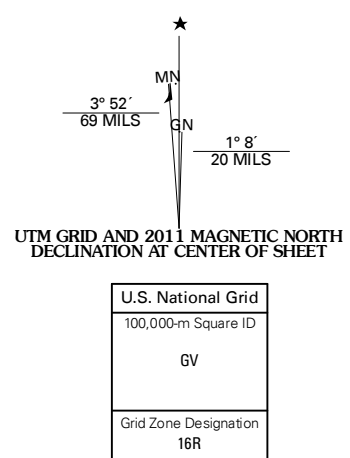 ★
MN
3° 52´
69 MILS
GN
1° 8´
20 MILS
UTM GRID AND 2011 MAGNETIC NORTH
DECLINATION AT CENTER OF SHEET
U.S. National Grid
100,000-m Square ID
GV
Grid Zone Designation
16R